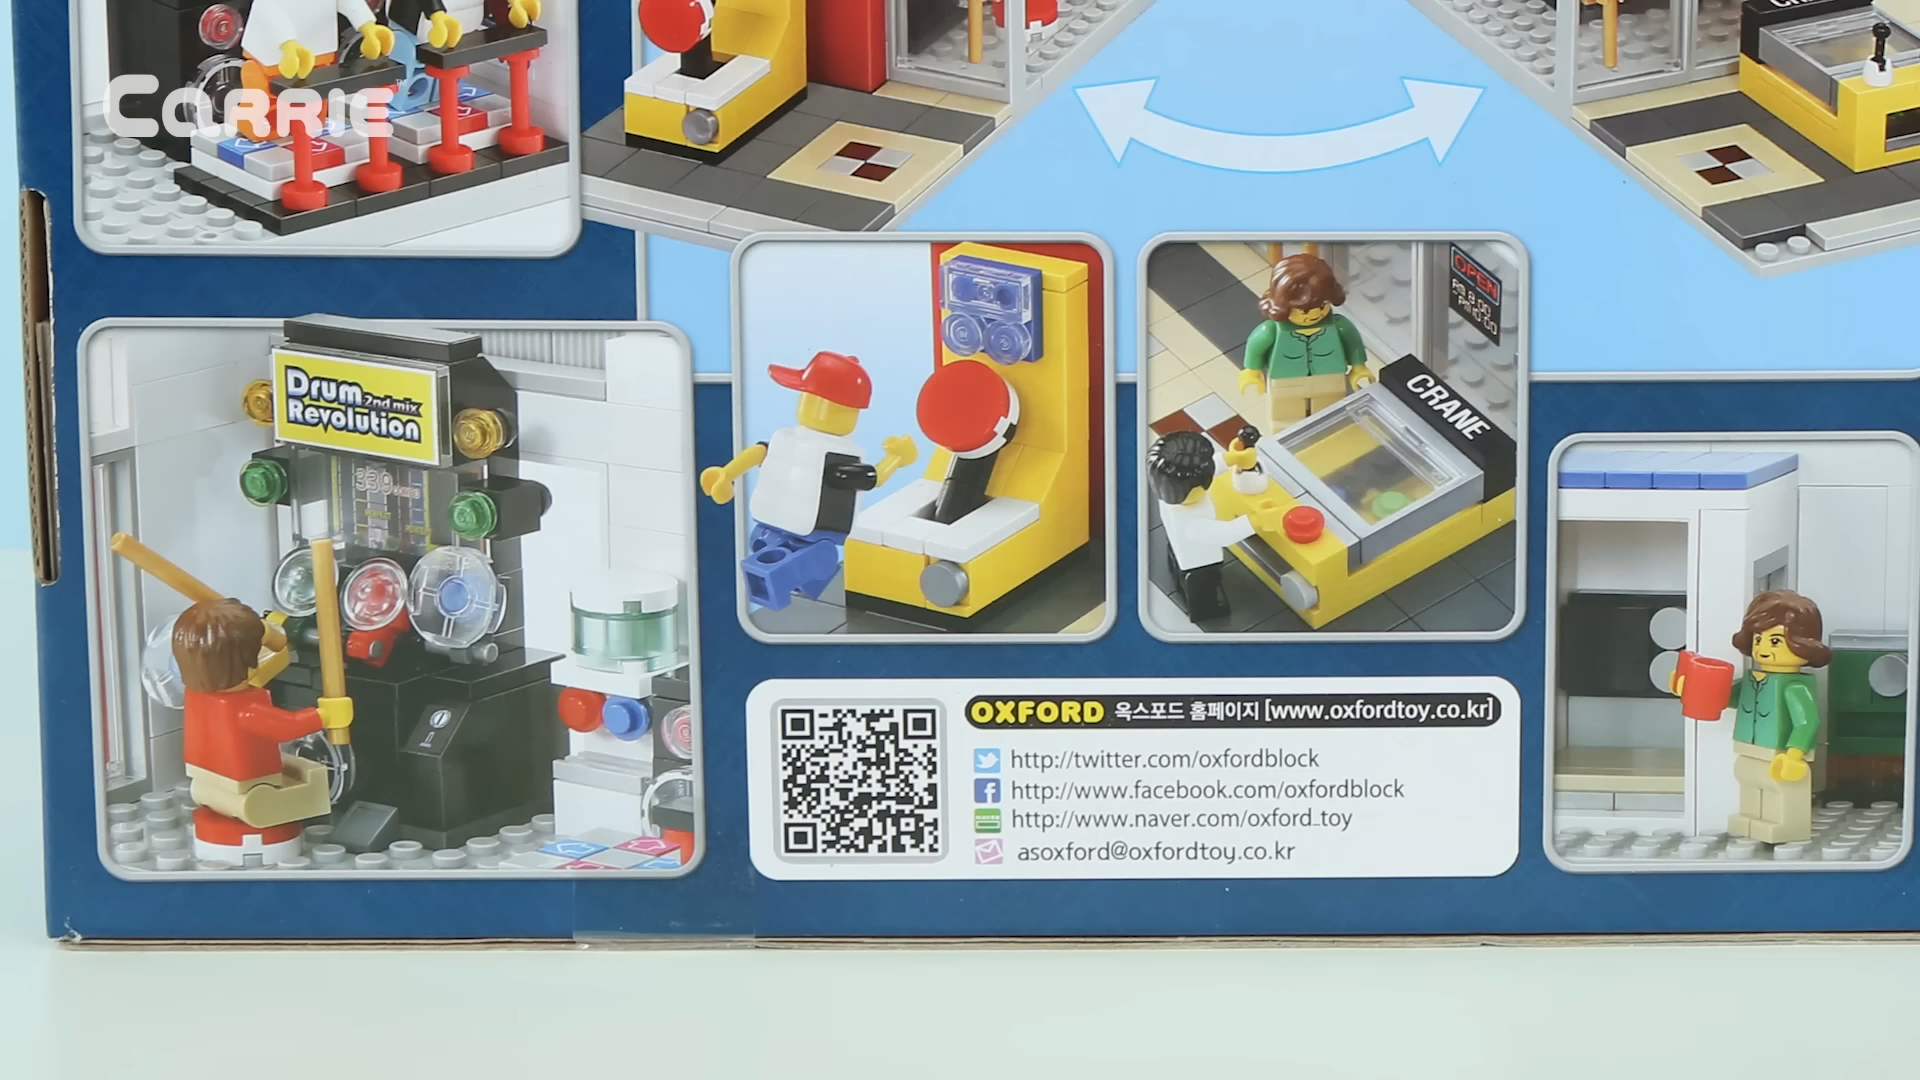 CARRIE
CRA
OPEN
Drum 2nd mix
Revolution
339
CRANE
OXFORD 옥스포드 홈페이지 [www.oxfordtoy.co.kr]
http://twitter.com/oxfordblock
http://www.facebook.com/oxfordblock
http://www.naver.com/oxford_toy
asoxford@oxfordtoy.co.kr